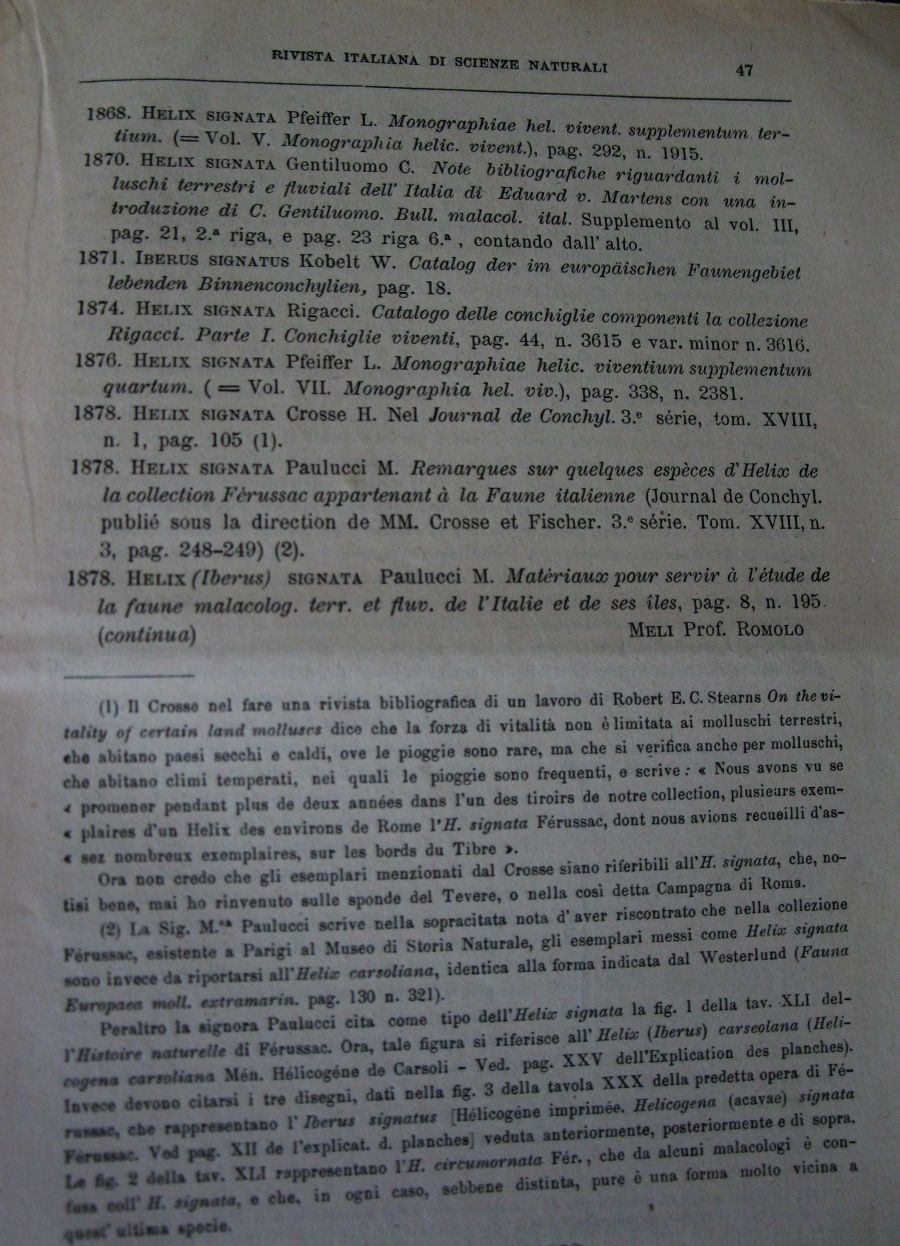 RIVISTA ITALIANA DI SCIENZE NATURALI 47
1868. HELIX SIGNATA Pfeiffer L. Monographiae hel. vivent. supplementum ter-
tium. (= Vol. V. Monographia helic. vivent.), pag. 292, n. 1915.
1870. HELIX SIGNATA Gentiluomo C. Note bibliografiche riguardanti i mol-
luschi terrestri e fluviali dell' Italia di Eduard v. Martens con una in-
troduzione di C. Gentiluomo. Bull. malacol. ital. Supplemento al vol. III,
pag. 21, 2.ª riga, e pag. 23 riga 6.ª , contando dall' alto.
1871. IBERUS SIGNATUS Kobelt W. Catalog der im europäischen Faunengebiet
lebenden Binnenconchylien, pag. 18.
1874. HELIX SIGNATA Rigacci. Catalogo delle conchiglie componenti la collezione
Rigacci. Parte I. Conchiglie viventi, pag. 44, n. 3615 e var. minor n. 3616.
1876. HELIX SIGNATA Pfeiffer L. Monographiae helic. viventium supplementum
quartum. ( = Vol. VII. Monographia hel. viv.), pag. 338, n. 2381.
1878. HELIX SIGNATA Crosse H. Nel Journal de Conchyl. 3.e série, tom. XVIII,
n. 1, pag. 105 (1).
1878. HELIX SIGNATA Paulucci M. Remarques sur quelques espèces d'Helix de
la collection Férussac appartenant à la Faune italienne (Journal de Conchyl.
publié sous la direction de MM. Crosse et Fischer. 3.e série. Tom. XVIII, n.
3, pag. 248-249) (2).
1878. HELIX (Iberus) SIGNATA Paulucci M. Matériaux pour servir à l'étude de
la faune malacolog. terr. et fluv. de l'Italie et de ses îles, pag. 8, n. 195.
(continua) MELI Prof. ROMOLO
(1) Il Crosse nel fare una rivista bibliografica di un lavoro di Robert E. C. Stearns On the vi-
tality of certain land molluscs dice che la forza di vitalità non è limitata ai molluschi terrestri,
che abitano paesi secchi e caldi, ove le pioggie sono rare, ma che si verifica anche per molluschi,
che abitano climi temperati, nei quali le pioggie sono frequenti, e scrive : « Nous avons vu se
« promener pendant plus de deux années dans l'un des tiroirs de notre collection, plusieurs exem-
« plaires d'un Helix des environs de Rome l'H. signata Férussac, dont nous avions recueilli d'as-
« sez nombreux exemplaires, sur les bords du Tibre ».
Ora non credo che gli esemplari menzionati dal Crosse siano riferibili all'H. signata, che, no-
tisi bene, mai ho rinvenuto sulle sponde del Tevere, o nella così detta Campagna di Roma.
(2) La Sig. M.ʳᵃ Paulucci scrive nella sopracitata nota d' aver riscontrato che nella collezione
Férussac, esistente a Parigi al Museo di Storia Naturale, gli esemplari messi come Helix signata
sono invece da riportarsi all'Helix carsoliana, identica alla forma indicata dal Westerlund (Fauna
Europaea moll. extramarin. pag. 130 n. 321).
Peraltro la signora Paulucci cita come tipo dell'Helix signata la fig. 1 della tav. XLI del-
l'Histoire naturelle di Férussac. Ora, tale figura si riferisce all' Helix (Iberus) carseolana (Heli-
cogena carsoliana Mén. Hélicogéne de Carsoli - Ved. pag. XXV dell'Explication des planches).
Invece devono citarsi i tre disegni, dati nella fig. 3 della tavola XXX della predetta opera di Fé-
russac, che rappresentano l' Iberus signatus [Hélicogéne imprimée. Helicogena (acavae) signata
Férussac. Ved pag. XII de l'explicat. d. planches] veduta anteriormente, posteriormente e di sopra.
Le fig. 2 della tav. XLI rappresentano l'H. circumornata Fér., che da alcuni malacologi è con-
fusa coll' H. signata, e che, in ogni caso, sebbene distinta, pure è una forma molto vicina a
quest' ultima specie.